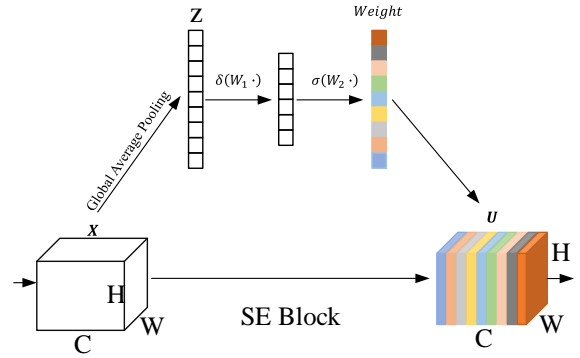 Z
Weight
δ(W₁ ·)
σ(W₂ ·)
Global Average Pooling
X
U
H
H
W
W
C
C
SE Block